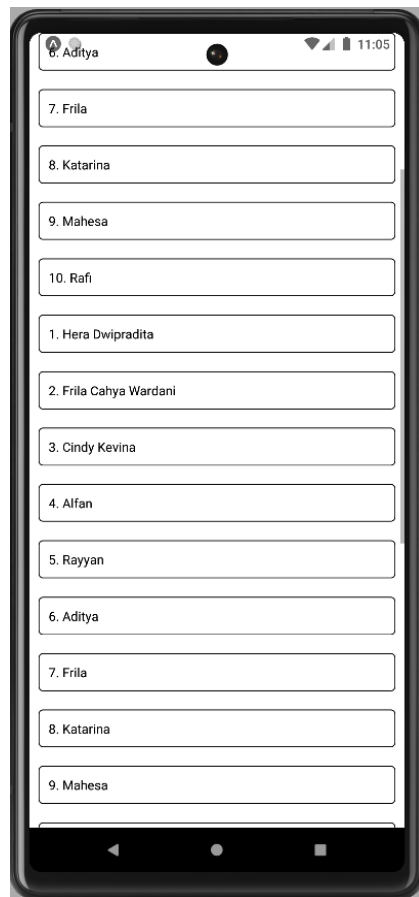 11:05
6. Aditya
7. Frila
8. Katarina
9. Mahesa
10. Rafi
1. Hera Dwipradita
2. Frila Cahya Wardani
3. Cindy Kevina
4. Alfan
5. Rayyan
6. Aditya
7. Frila
8. Katarina
9. Mahesa